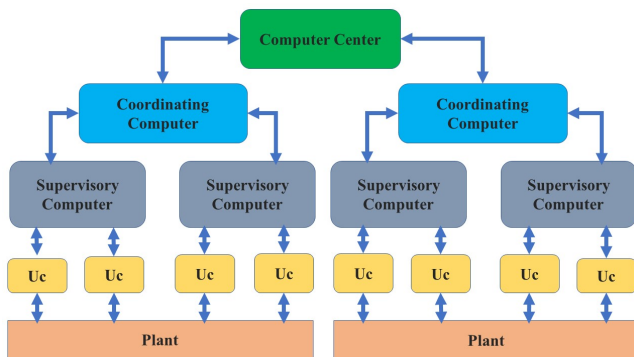 Computer Center
Coordinating
Computer
Coordinating
Computer
Supervisory
Computer
Supervisory
Computer
Supervisory
Computer
Supervisory
Computer
Uc
Uc
Uc
Uc
Uc
Uc
Uc
Uc
Plant
Plant